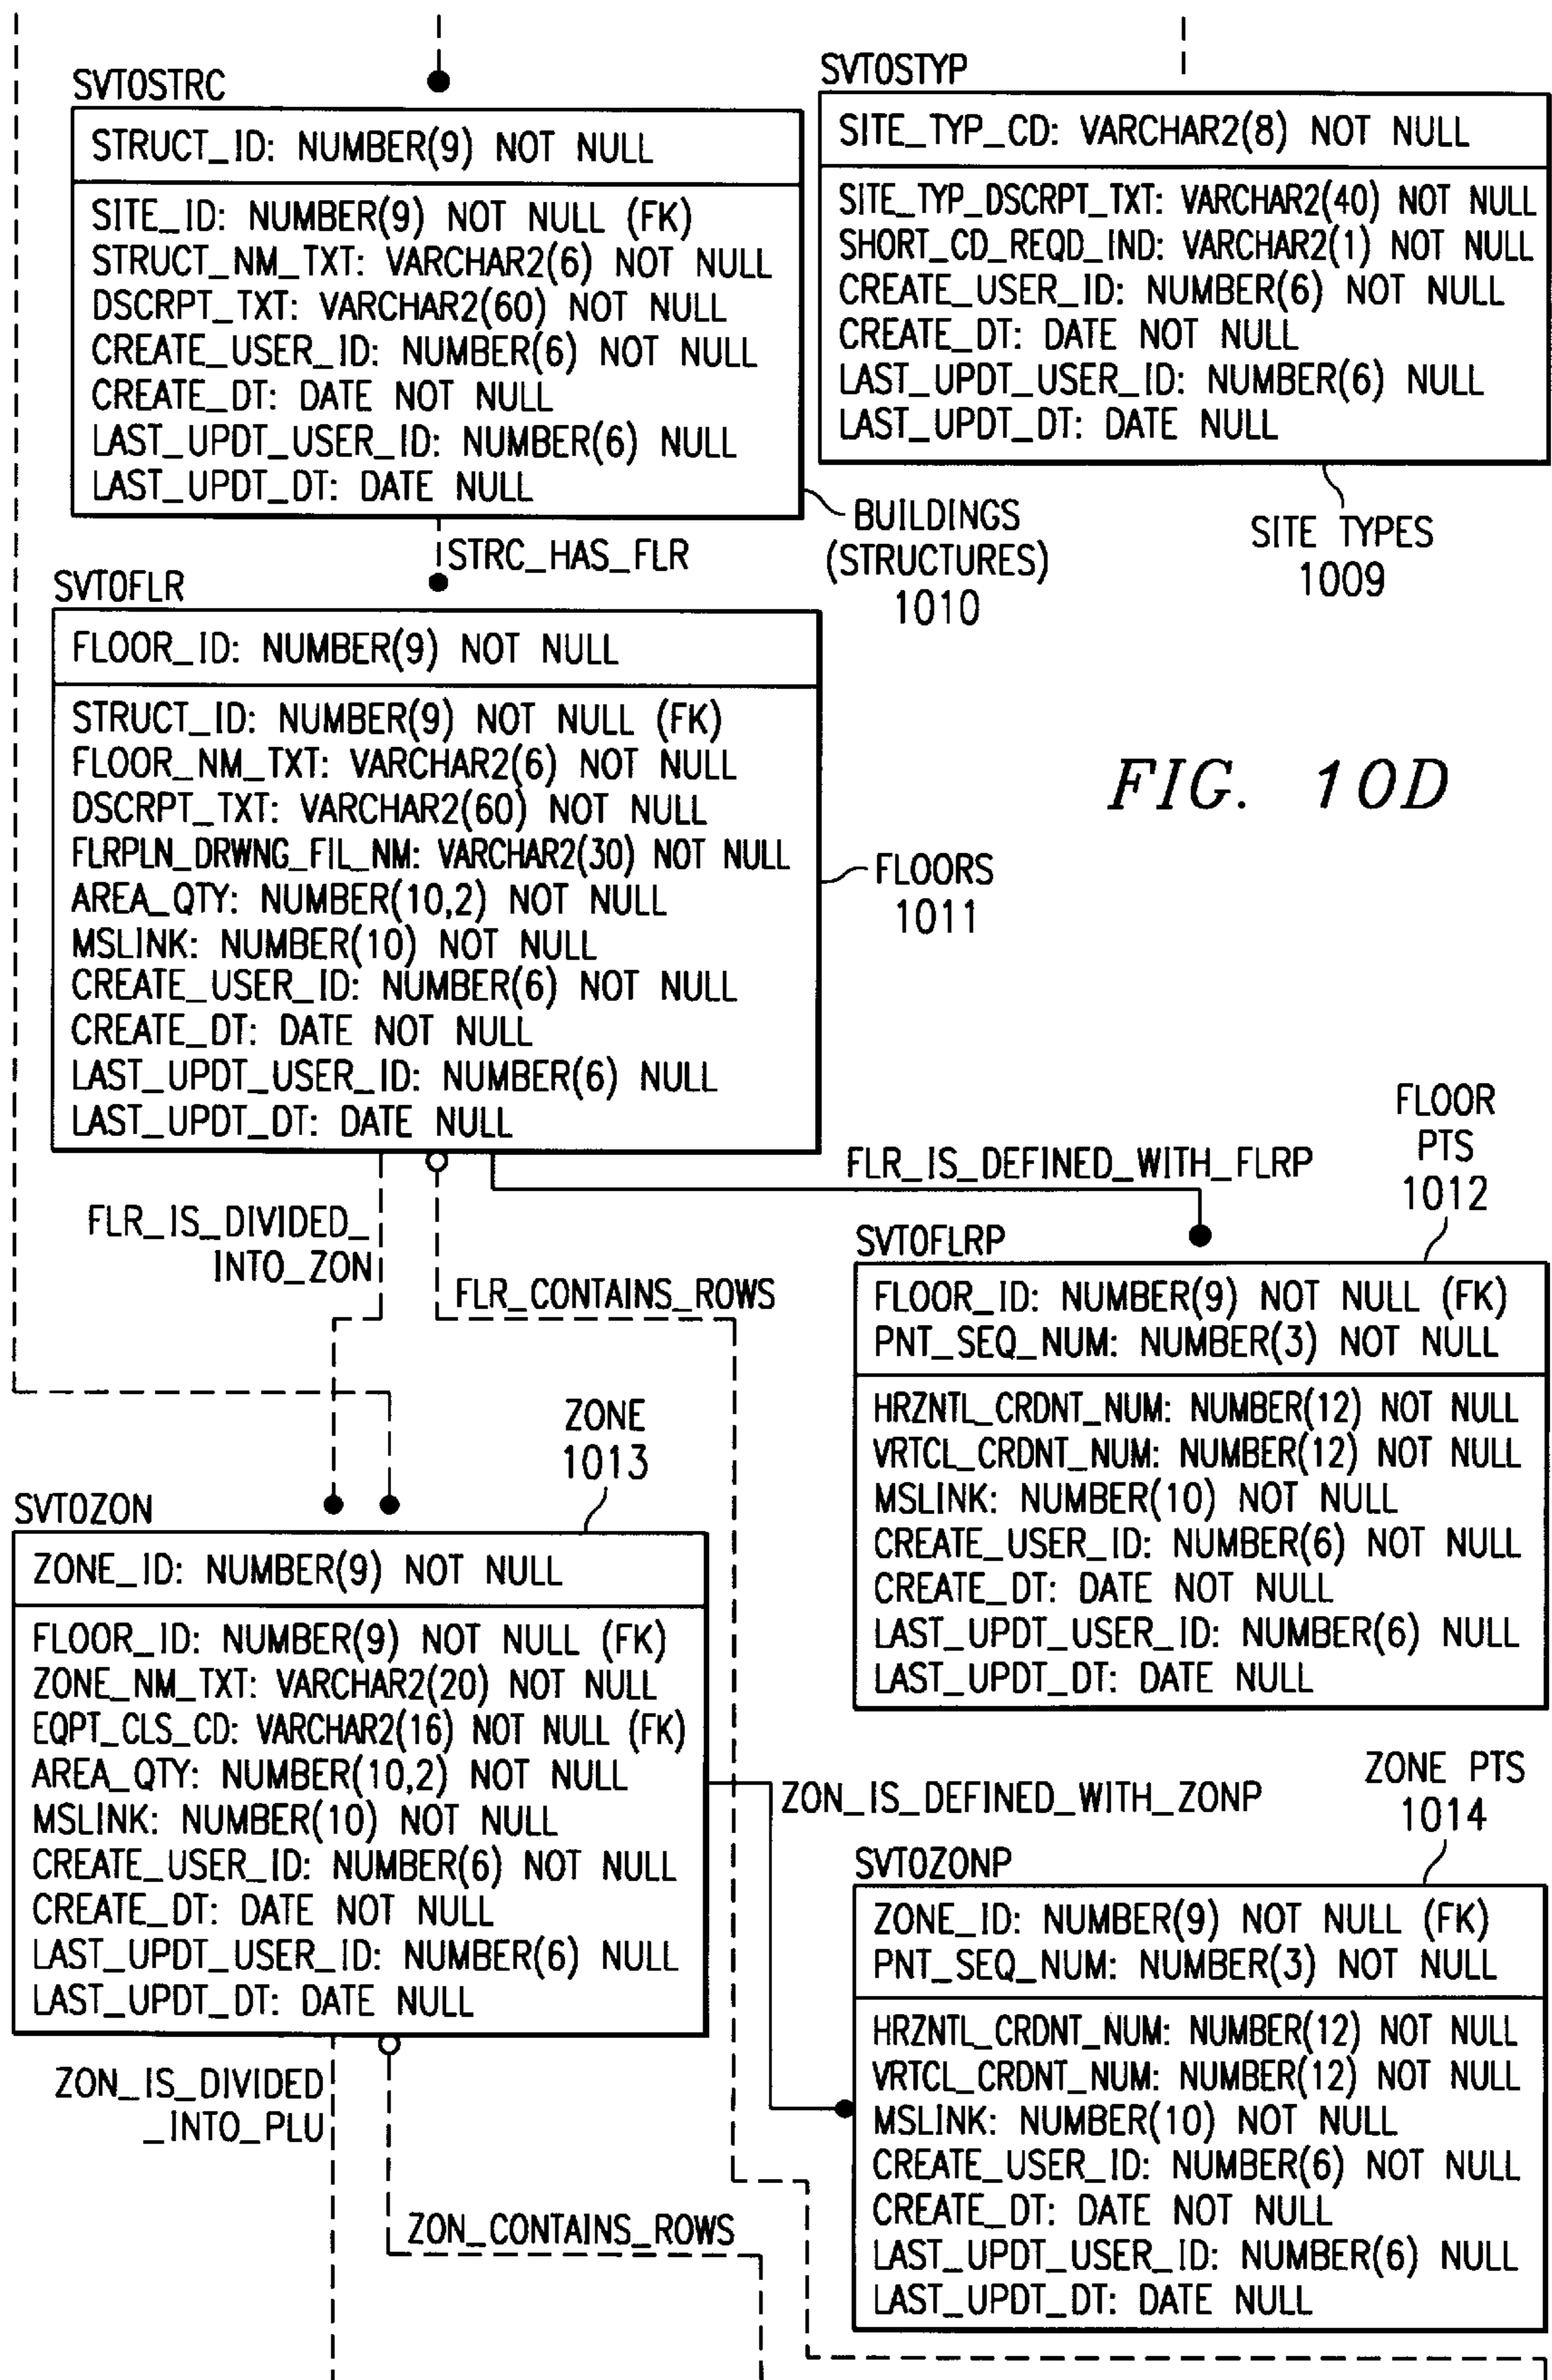 SVTOSTRC
STRUCT_ID: NUMBER(9) NOT NULL
SITE_ID: NUMBER(9) NOT NULL (FK)
STRUCT_NM_TXT: VARCHAR2(6) NOT NULL
DSCRPT_TXT: VARCHAR2(60) NOT NULL
CREATE_USER_ID: NUMBER(6) NOT NULL
CREATE_DT: DATE NOT NULL
LAST_UPDT_USER_ID: NUMBER(6) NULL
LAST_UPDT_DT: DATE NULL
BUILDINGS
(STRUCTURES)
1010
SVTOSTYP
SITE_TYP_CD: VARCHAR2(8) NOT NULL
SITE_TYP_DSCRPT_TXT: VARCHAR2(40) NOT NULL
SHORT_CD_REQD_IND: VARCHAR2(1) NOT NULL
CREATE_USER_ID: NUMBER(6) NOT NULL
CREATE_DT: DATE NOT NULL
LAST_UPDT_USER_ID: NUMBER(6) NULL
LAST_UPDT_DT: DATE NULL
SITE TYPES
1009
STRC_HAS_FLR
SVTOFLR
FLOOR_ID: NUMBER(9) NOT NULL
STRUCT_ID: NUMBER(9) NOT NULL (FK)
FLOOR_NM_TXT: VARCHAR2(6) NOT NULL
DSCRPT_TXT: VARCHAR2(60) NOT NULL
FLRPLN_DRWNG_FIL_NM: VARCHAR2(30) NOT NULL
AREA_QTY: NUMBER(10,2) NOT NULL
MSLINK: NUMBER(10) NOT NULL
CREATE_USER_ID: NUMBER(6) NOT NULL
CREATE_DT: DATE NOT NULL
LAST_UPDT_USER_ID: NUMBER(6) NULL
LAST_UPDT_DT: DATE NULL
FLOORS
1011
FIG. 10D
FLR_IS_DEFINED_WITH_FLRP
FLR_IS_DIVIDED_
INTO_ZON
FLR_CONTAINS_ROWS
FLOOR
PTS
1012
SVTOFLRP
FLOOR_ID: NUMBER(9) NOT NULL (FK)
PNT_SEQ_NUM: NUMBER(3) NOT NULL
HRZNTL_CRDNT_NUM: NUMBER(12) NOT NULL
VRTCL_CRDNT_NUM: NUMBER(12) NOT NULL
MSLINK: NUMBER(10) NOT NULL
CREATE_USER_ID: NUMBER(6) NOT NULL
CREATE_DT: DATE NOT NULL
LAST_UPDT_USER_ID: NUMBER(6) NULL
LAST_UPDT_DT: DATE NULL
ZONE
1013
SVTOZON
ZONE_ID: NUMBER(9) NOT NULL
FLOOR_ID: NUMBER(9) NOT NULL (FK)
ZONE_NM_TXT: VARCHAR2(20) NOT NULL
EQPT_CLS_CD: VARCHAR2(16) NOT NULL (FK)
AREA_QTY: NUMBER(10,2) NOT NULL
MSLINK: NUMBER(10) NOT NULL
CREATE_USER_ID: NUMBER(6) NOT NULL
CREATE_DT: DATE NOT NULL
LAST_UPDT_USER_ID: NUMBER(6) NULL
LAST_UPDT_DT: DATE NULL
ZON_IS_DEFINED_WITH_ZONP
ZONE PTS
1014
SVTOZONP
ZONE_ID: NUMBER(9) NOT NULL (FK)
PNT_SEQ_NUM: NUMBER(3) NOT NULL
HRZNTL_CRDNT_NUM: NUMBER(12) NOT NULL
VRTCL_CRDNT_NUM: NUMBER(12) NOT NULL
MSLINK: NUMBER(10) NOT NULL
CREATE_USER_ID: NUMBER(6) NOT NULL
CREATE_DT: DATE NOT NULL
LAST_UPDT_USER_ID: NUMBER(6) NULL
LAST_UPDT_DT: DATE NULL
ZON_IS_DIVIDED
_INTO_PLU
ZON_CONTAINS_ROWS